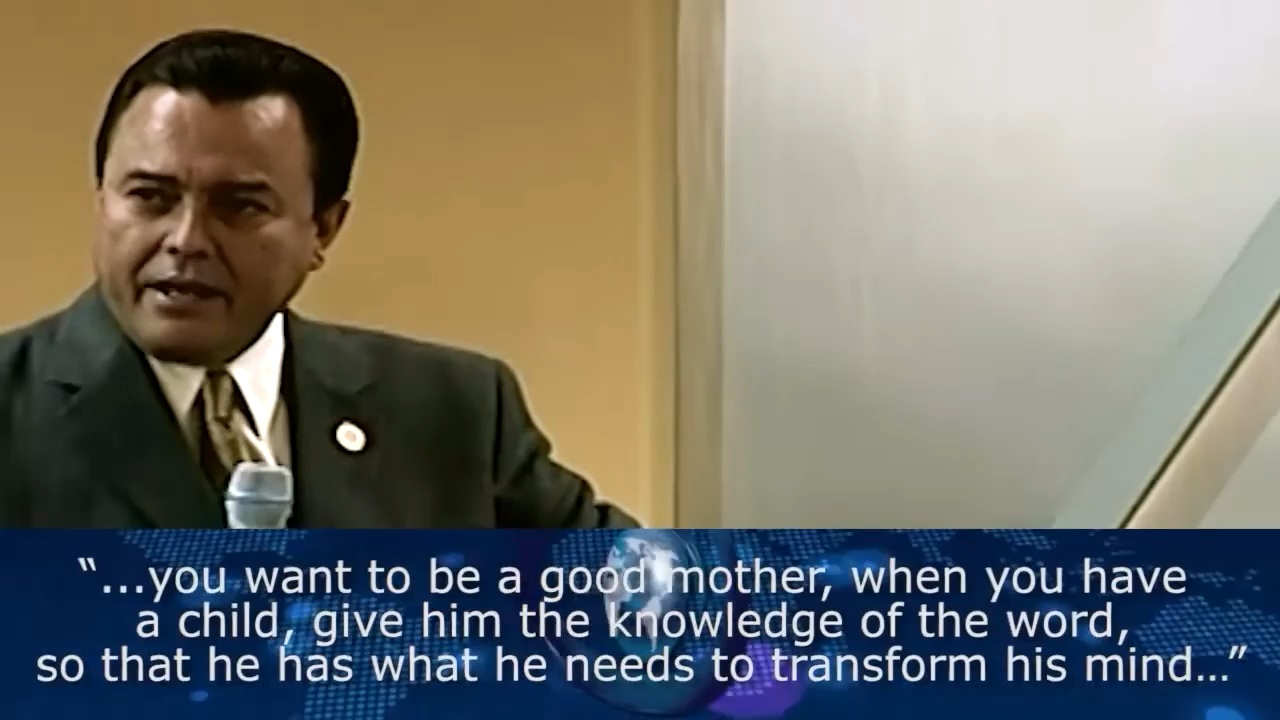 “...you want to be a good mother, when you have
a child, give him the knowledge of the word,
so that he has what he needs to transform his mind...”